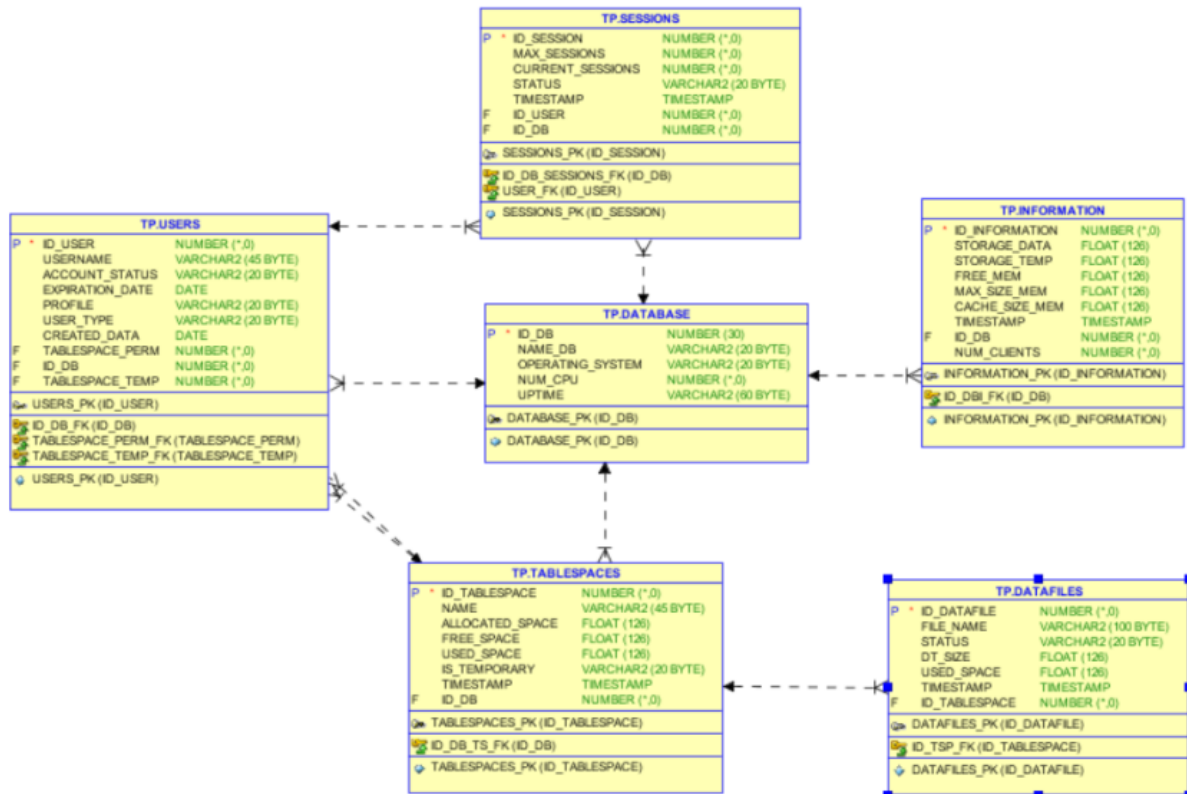 TP.SESSIONS
P * ID_SESSION NUMBER (*,0)
MAX_SESSIONS NUMBER (*,0)
CURRENT_SESSIONS NUMBER (*,0)
STATUS VARCHAR2 (20 BYTE)
TIMESTAMP TIMESTAMP
F ID_USER NUMBER (*,0)
F ID_DB NUMBER (*,0)
SESSIONS_PK (ID_SESSION)
ID_DB_SESSIONS_FK (ID_DB)
USER_FK (ID_USER)
SESSIONS_PK (ID_SESSION)
TP.USERS
P * ID_USER NUMBER (*,0)
USERNAME VARCHAR2 (45 BYTE)
ACCOUNT_STATUS VARCHAR2 (20 BYTE)
EXPIRATION_DATE DATE
PROFILE VARCHAR2 (20 BYTE)
USER_TYPE VARCHAR2 (20 BYTE)
CREATED_DATA DATE
F TABLESPACE_PERM NUMBER (*,0)
F ID_DB NUMBER (*,0)
F TABLESPACE_TEMP NUMBER (*,0)
USERS_PK (ID_USER)
ID_DB_FK (ID_DB)
TABLESPACE_PERM_FK (TABLESPACE_PERM)
TABLESPACE_TEMP_FK (TABLESPACE_TEMP)
USERS_PK (ID_USER)
TP.DATABASE
P * ID_DB NUMBER (30)
NAME_DB VARCHAR2 (20 BYTE)
OPERATING_SYSTEM VARCHAR2 (20 BYTE)
NUM_CPU NUMBER (*,0)
UPTIME VARCHAR2 (60 BYTE)
DATABASE_PK (ID_DB)
DATABASE_PK (ID_DB)
TP.INFORMATION
P * ID_INFORMATION NUMBER (*,0)
STORAGE_DATA FLOAT (126)
STORAGE_TEMP FLOAT (126)
FREE_MEM FLOAT (126)
MAX_SIZE_MEM FLOAT (126)
CACHE_SIZE_MEM FLOAT (126)
TIMESTAMP TIMESTAMP
F ID_DB NUMBER (*,0)
NUM_CLIENTS NUMBER (*,0)
INFORMATION_PK (ID_INFORMATION)
ID_DBI_FK (ID_DB)
INFORMATION_PK (ID_INFORMATION)
TP.TABLESPACES
P * ID_TABLESPACE NUMBER (*,0)
NAME VARCHAR2 (45 BYTE)
ALLOCATED_SPACE FLOAT (126)
FREE_SPACE FLOAT (126)
USED_SPACE FLOAT (126)
IS_TEMPORARY VARCHAR2 (20 BYTE)
TIMESTAMP TIMESTAMP
F ID_DB NUMBER (*,0)
TABLESPACES_PK (ID_TABLESPACE)
ID_DB_TS_FK (ID_DB)
TABLESPACES_PK (ID_TABLESPACE)
TP.DATAFILES
P * ID_DATAFILE NUMBER (*,0)
FILE_NAME VARCHAR2 (100 BYTE)
STATUS VARCHAR2 (20 BYTE)
DT_SIZE FLOAT (126)
USED_SPACE FLOAT (126)
TIMESTAMP TIMESTAMP
F ID_TABLESPACE NUMBER (*,0)
DATAFILES_PK (ID_DATAFILE)
ID_TSP_FK (ID_TABLESPACE)
DATAFILES_PK (ID_DATAFILE)